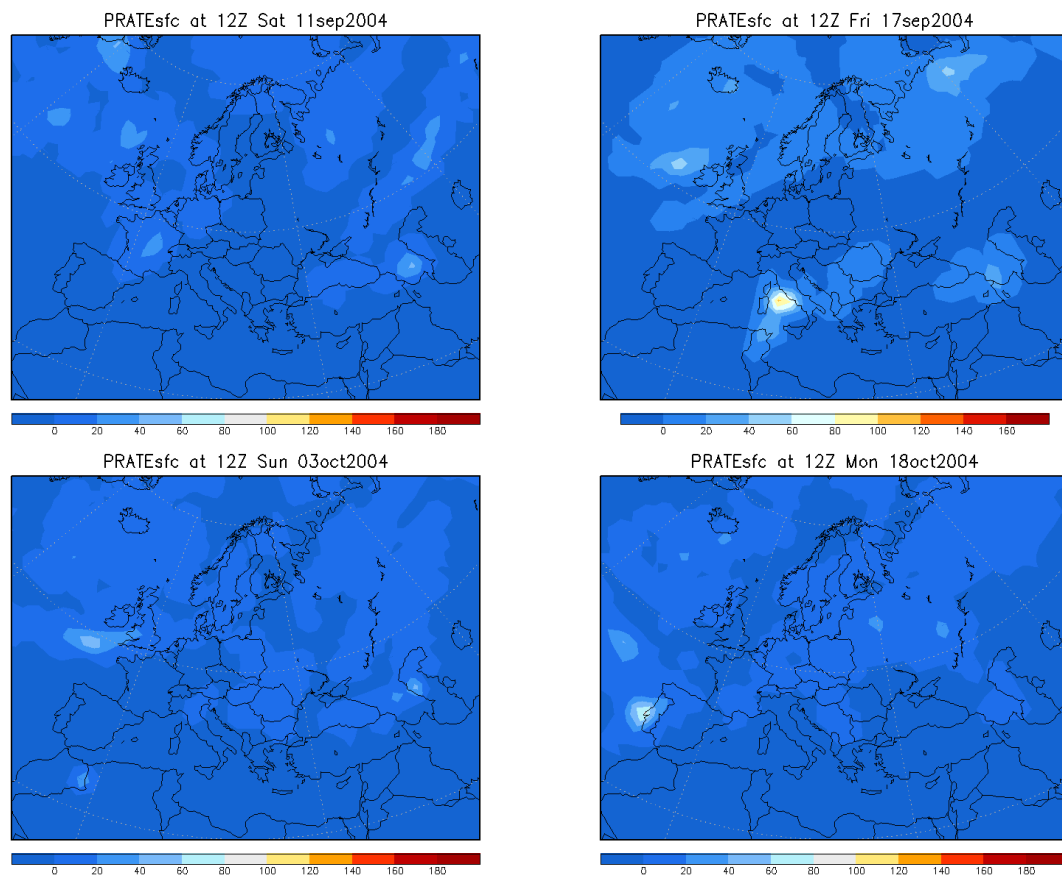 PRATEsfc at 12Z Sat 11sep2004
PRATEsfc at 12Z Fri 17sep2004
0 20 40 60 80 100 120 140 160 180
0 20 40 60 80 100 120 140 160
PRATEsfc at 12Z Sun 03oct2004
PRATEsfc at 12Z Mon 18oct2004
0 20 40 60 80 100 120 140 160 180
0 20 40 60 80 100 120 140 160 180